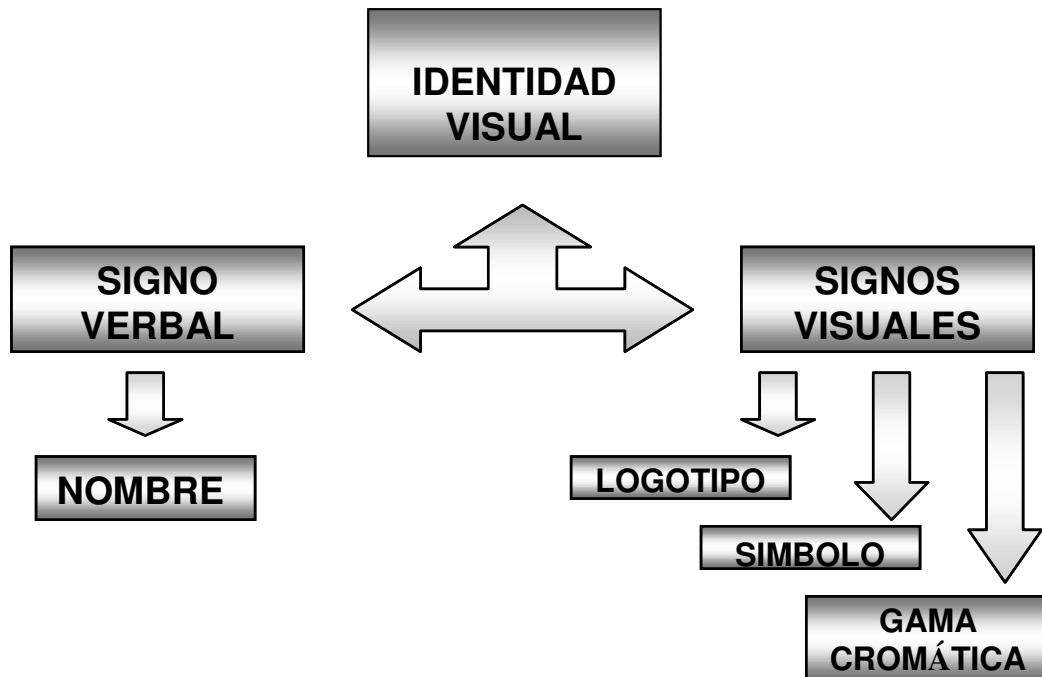 IDENTIDAD
VISUAL
SIGNO
VERBAL
SIGNOS
VISUALES
NOMBRE
LOGOTIPO
SIMBOLO
GAMA
CROMÁTICA